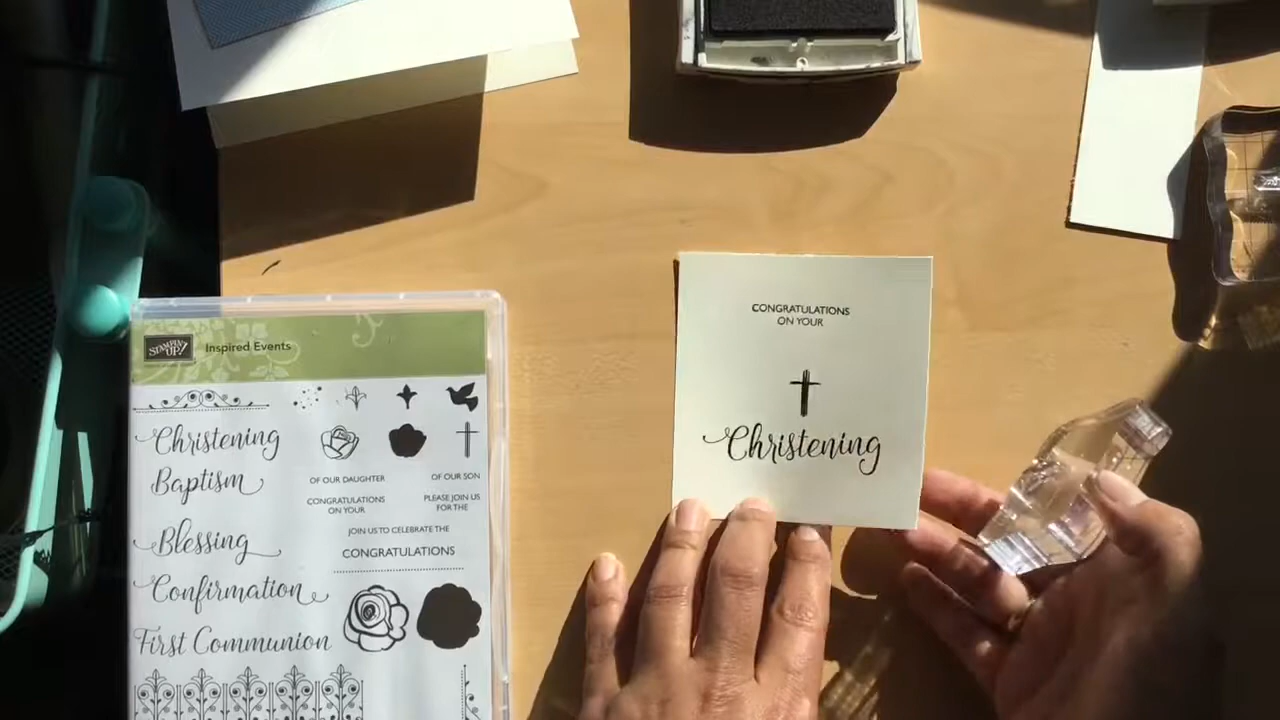 STAMPIN' UP!
Inspired Events
Christening
Baptism
Blessing
Confirmation
First Communion
OF OUR DAUGHTER
OF OUR SON
CONGRATULATIONS
ON YOUR
PLEASE JOIN US
FOR THE
JOIN US TO CELEBRATE THE
CONGRATULATIONS
CONGRATULATIONS
ON YOUR
Christening